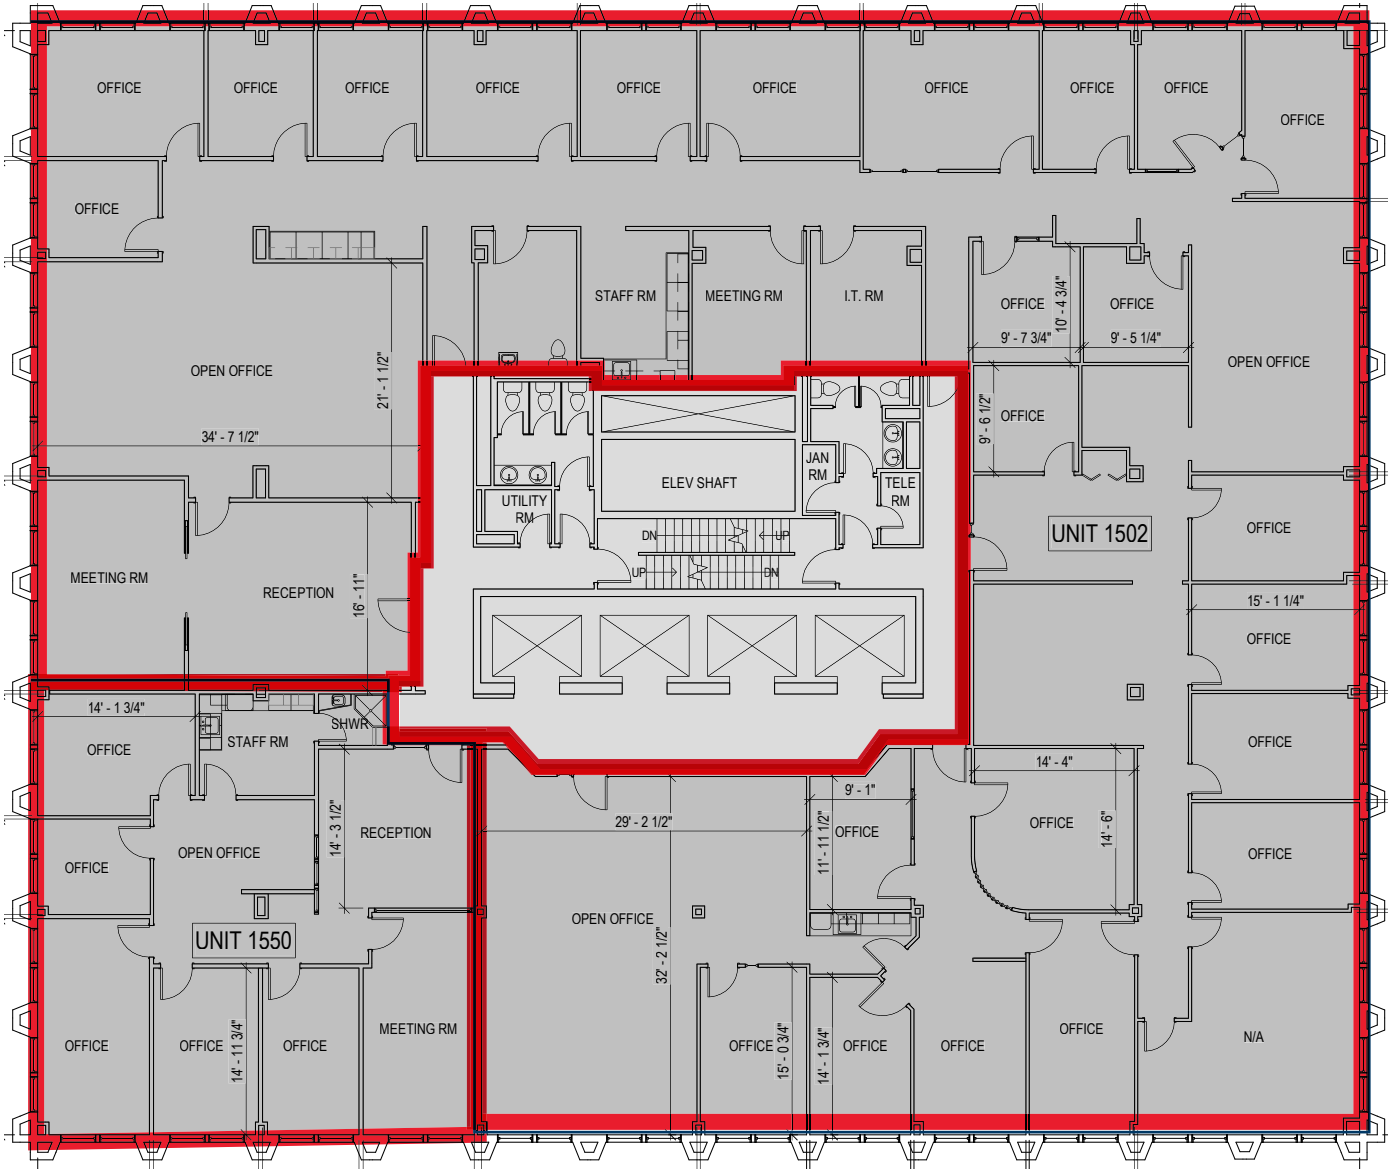 OFFICE
OFFICE
OFFICE
OFFICE
OFFICE
OFFICE
OFFICE
OFFICE
OFFICE
OFFICE
OFFICE
STAFF RM
MEETING RM
I.T. RM
OFFICE
OFFICE
10' - 4 3/4"
9' - 7 3/4"
9' - 5 1/4"
OPEN OFFICE
OPEN OFFICE
21' - 1 1/2"
34' - 7 1/2"
OFFICE
9' - 6 1/2"
JAN
RM
ELEV SHAFT
TELE
RM
UTILITY
RM
DN
UP
UP
DN
UNIT 1502
OFFICE
MEETING RM
RECEPTION
16' - 11"
15' - 1 1/4"
OFFICE
14' - 1 3/4"
SHWR
STAFF RM
OFFICE
OFFICE
14' - 4"
9' - 1"
29' - 2 1/2"
14' - 3 1/2"
RECEPTION
11' - 11 1/2"
OFFICE
OFFICE
14' - 6"
OPEN OFFICE
OFFICE
OFFICE
OPEN OFFICE
32' - 2 1/2"
UNIT 1550
MEETING RM
OFFICE
OFFICE
14' - 11 3/4"
OFFICE
OFFICE
15' - 0 3/4"
14' - 1 3/4"
OFFICE
OFFICE
OFFICE
N/A